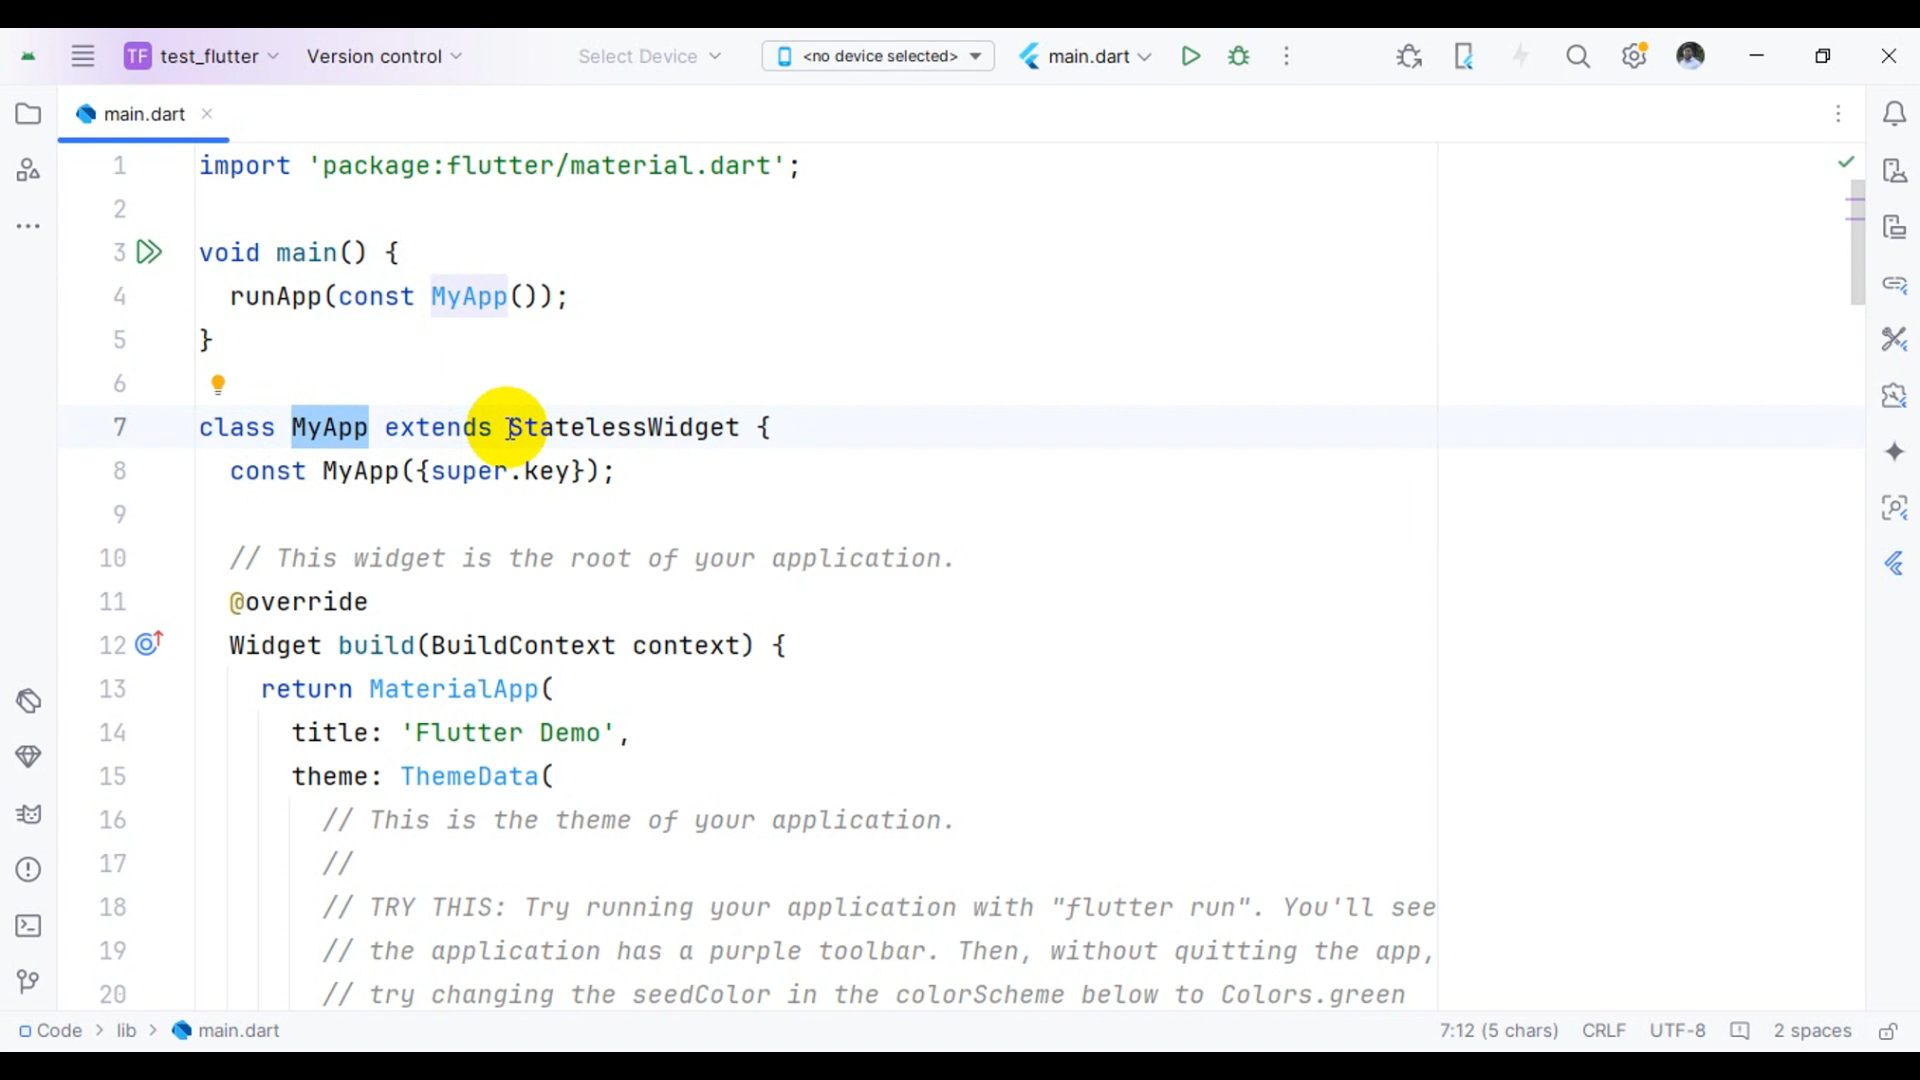 TF test_flutter Version control Select Device <no device selected> main.dart
main.dart
1 import 'package:flutter/material.dart';
2
3 void main() {
4 runApp(const MyApp());
5 }
6
7 class MyApp extends StatelessWidget {
8 const MyApp({super.key});
9
10 // This widget is the root of your application.
11 @override
12 Widget build(BuildContext context) {
13 return MaterialApp(
14 title: 'Flutter Demo',
15 theme: ThemeData(
16 // This is the theme of your application.
17 //
18 // TRY THIS: Try running your application with "flutter run". You'll see
19 // the application has a purple toolbar. Then, without quitting the app,
20 // try changing the seedColor in the colorScheme below to Colors.green
Code > lib > main.dart 7:12 (5 chars) CRLF UTF-8 2 spaces